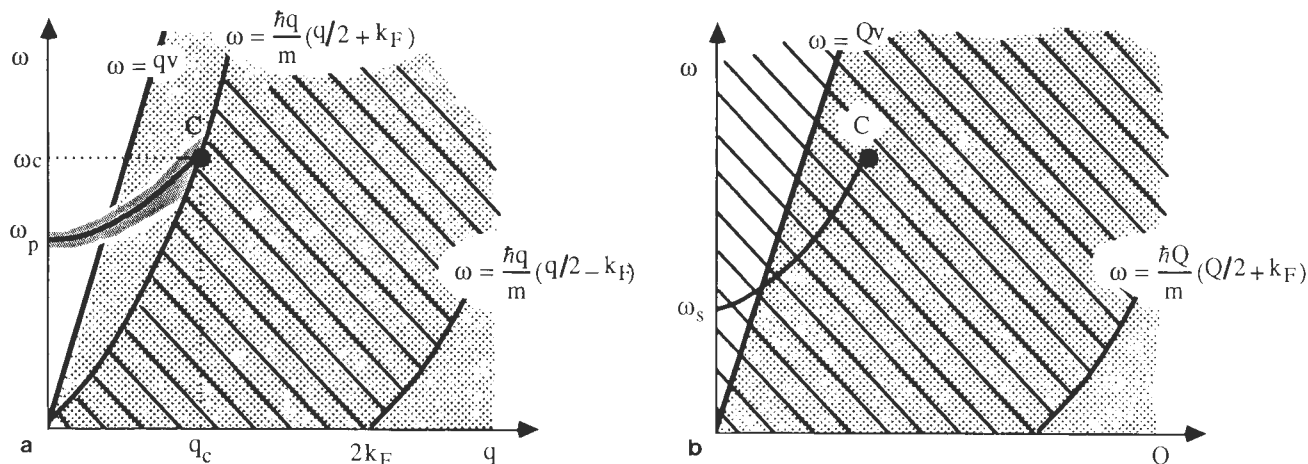 ω
ω = qv
ω = ħq/m (q/2 + k_F)
C
ω_c
ω_p
ω = ħq/m (q/2 – k_F)
a
q_c
2k_F
q
ω
ω = Qv
C
ω_s
ω = ħQ/m (Q/2 + k_F)
b
Q